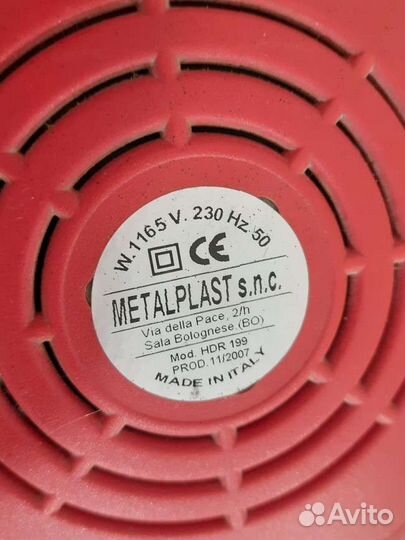 W. 1165 V. 230 Hz 50
CE
METALPLAST s.n.c.
Via della Pace, 2/h
Sala Bolognese (BO)
Mod. HDR 199
PROD. 11/2007
MADE IN ITALY
Avito